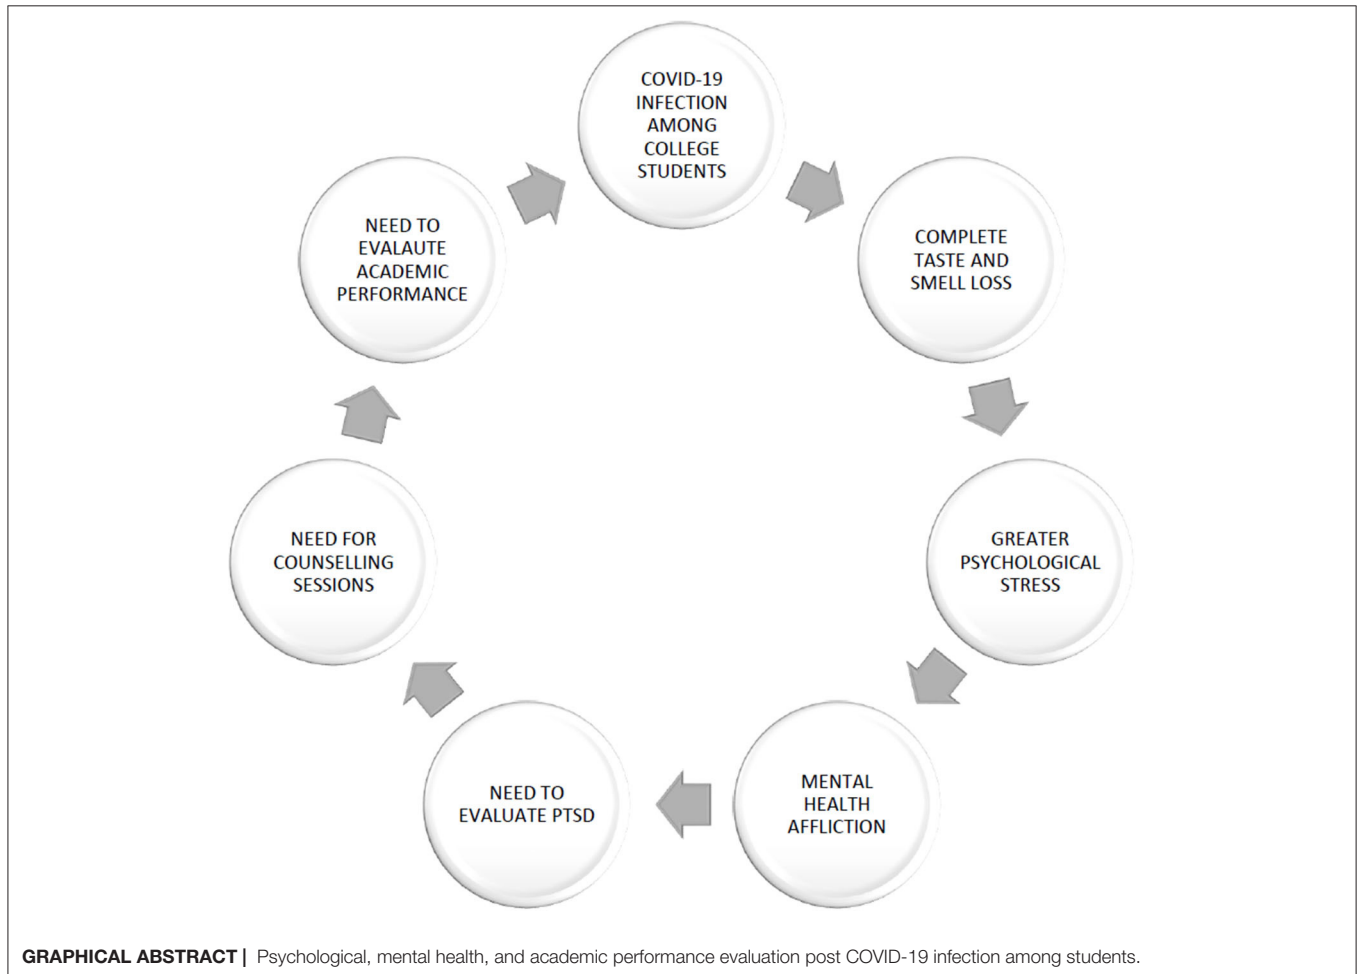 COVID-19
INFECTION
AMONG
COLLEGE
STUDENTS
COMPLETE
TASTE AND
SMELL LOSS
GREATER
PSYCHOLOGICAL
STRESS
MENTAL
HEALTH
AFFLICTION
NEED TO
EVALUATE PTSD
NEED FOR
COUNSELLING
SESSIONS
NEED TO
EVALAUTE
ACADEMIC
PERFORMANCE
GRAPHICAL ABSTRACT | Psychological, mental health, and academic performance evaluation post COVID-19 infection among students.